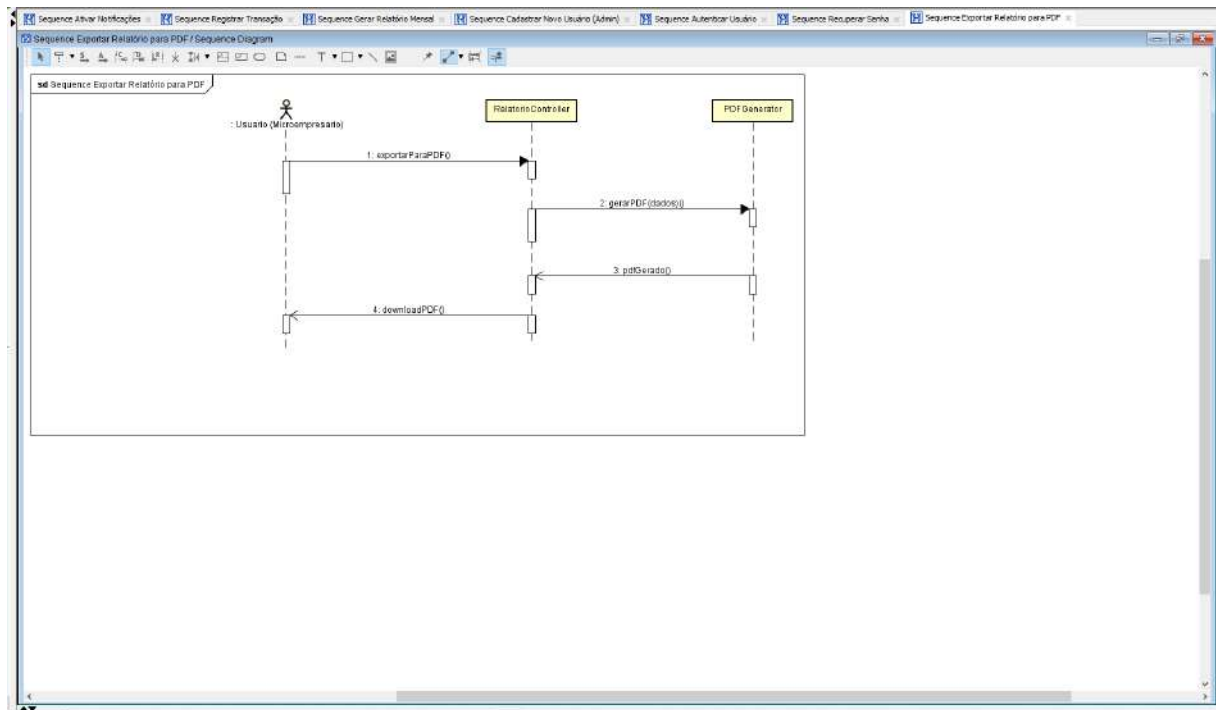 Sequence Ativar Notificações
Sequence Registrar Transação
Sequence Gerar Relatório Mensal
Sequence Cadastrar Novo Usuário (Admin)
Sequence Autenticar Usuário
Sequence Recuperar Senha
Sequence Exportar Relatório para PDF
Sequence Exportar Relatório para PDF / Sequence Diagram
sd Sequence Exportar Relatório para PDF
: Usuario (Microempresario)
RelatorioController
PDFGenerator
1: exportarParaPDF()
2: gerarPDF(dados)()
3: pdfGerado()
4: downloadPDF()